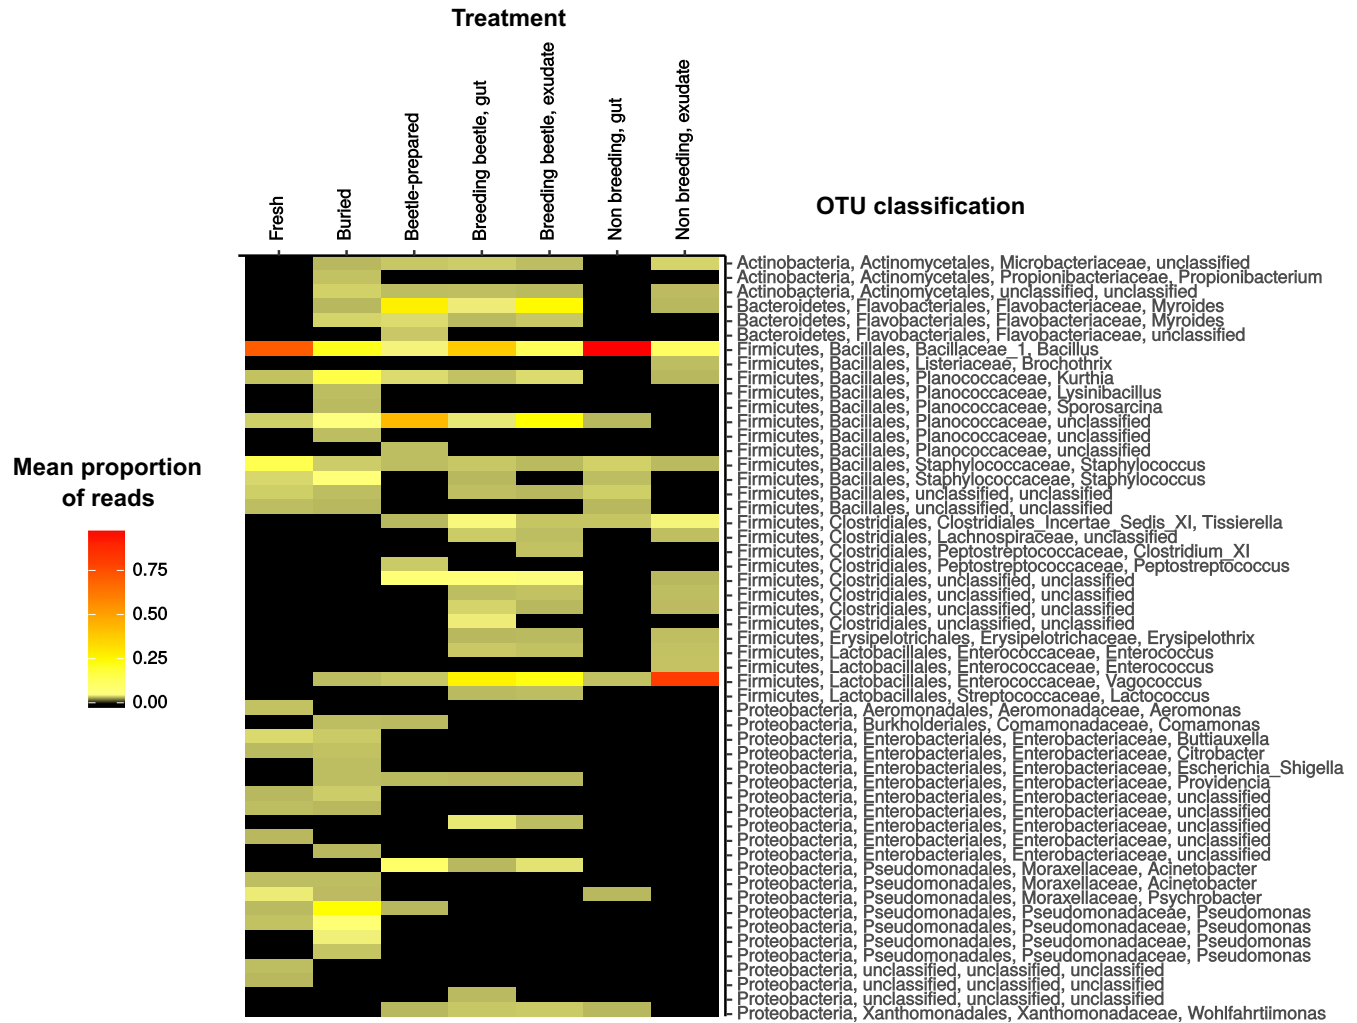 Treatment
Fresh
Buried
Beetle-prepared
Breeding beetle, gut
Breeding beetle, exudate
Non breeding, gut
Non breeding, exudate
OTU classification
Actinobacteria, Actinomycetales, Microbacteriaceae, unclassified
Actinobacteria, Actinomycetales, Propionibacteriaceae, Propionibacterium
Actinobacteria, Actinomycetales, unclassified, unclassified
Bacteroidetes, Flavobacteriales, Flavobacteriaceae, Myroides
Bacteroidetes, Flavobacteriales, Flavobacteriaceae, Myroides
Bacteroidetes, Flavobacteriales, Flavobacteriaceae, unclassified
Firmicutes, Bacillales, Bacillaceae_1, Bacillus
Firmicutes, Bacillales, Listeriaceae, Brochothrix
Firmicutes, Bacillales, Planococcaceae, Kurthia
Firmicutes, Bacillales, Planococcaceae, Lysinibacillus
Firmicutes, Bacillales, Planococcaceae, Sporosarcina
Firmicutes, Bacillales, Planococcaceae, unclassified
Firmicutes, Bacillales, Planococcaceae, unclassified
Firmicutes, Bacillales, Planococcaceae, unclassified
Firmicutes, Bacillales, Staphylococcaceae, Staphylococcus
Firmicutes, Bacillales, Staphylococcaceae, Staphylococcus
Firmicutes, Bacillales, unclassified, unclassified
Firmicutes, Bacillales, unclassified, unclassified
Firmicutes, Clostridiales, Clostridiales_Incertae_Sedis_XI, Tissierella
Firmicutes, Clostridiales, Lachnospiraceae, unclassified
Firmicutes, Clostridiales, Peptostreptococcaceae, Clostridium_XI
Firmicutes, Clostridiales, Peptostreptococcaceae, Peptostreptococcus
Firmicutes, Clostridiales, unclassified, unclassified
Firmicutes, Clostridiales, unclassified, unclassified
Firmicutes, Clostridiales, unclassified, unclassified
Firmicutes, Clostridiales, unclassified, unclassified
Firmicutes, Erysipelotrichales, Erysipelotrichaceae, Erysipelothrix
Firmicutes, Lactobacillales, Enterococcaceae, Enterococcus
Firmicutes, Lactobacillales, Enterococcaceae, Enterococcus
Firmicutes, Lactobacillales, Enterococcaceae, Vagococcus
Firmicutes, Lactobacillales, Streptococcaceae, Lactococcus
Proteobacteria, Aeromonadales, Aeromonadaceae, Aeromonas
Proteobacteria, Burkholderiales, Comamonadaceae, Comamonas
Proteobacteria, Enterobacteriales, Enterobacteriaceae, Buttiauxella
Proteobacteria, Enterobacteriales, Enterobacteriaceae, Citrobacter
Proteobacteria, Enterobacteriales, Enterobacteriaceae, Escherichia_Shigella
Proteobacteria, Enterobacteriales, Enterobacteriaceae, Providencia
Proteobacteria, Enterobacteriales, Enterobacteriaceae, unclassified
Proteobacteria, Enterobacteriales, Enterobacteriaceae, unclassified
Proteobacteria, Enterobacteriales, Enterobacteriaceae, unclassified
Proteobacteria, Enterobacteriales, Enterobacteriaceae, unclassified
Proteobacteria, Enterobacteriales, Enterobacteriaceae, unclassified
Proteobacteria, Pseudomonadales, Moraxellaceae, Acinetobacter
Proteobacteria, Pseudomonadales, Moraxellaceae, Acinetobacter
Proteobacteria, Pseudomonadales, Moraxellaceae, Psychrobacter
Proteobacteria, Pseudomonadales, Pseudomonadaceae, Pseudomonas
Proteobacteria, Pseudomonadales, Pseudomonadaceae, Pseudomonas
Proteobacteria, Pseudomonadales, Pseudomonadaceae, Pseudomonas
Proteobacteria, Pseudomonadales, Pseudomonadaceae, Pseudomonas
Proteobacteria, unclassified, unclassified, unclassified
Proteobacteria, unclassified, unclassified, unclassified
Proteobacteria, unclassified, unclassified, unclassified
Proteobacteria, Xanthomonadales, Xanthomonadaceae, Wohlfahrtiimonas
Mean proportion
of reads
0.75
0.50
0.25
0.00